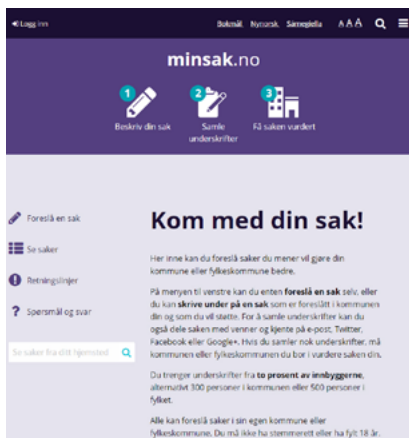 Logg inn
Bokmål Nynorsk Sámegiella A A A
minsak.no
1 2 3
Beskriv din sak
Samle
underskrifter
Få saken vurdert
Foreslå en sak
Se saker
Retningslinjer
Spørsmål og svar
Se saker fra ditt hjemsted
Kom med din sak!
Her inne kan du foreslå saker du mener vil gjøre din
kommune eller fylkeskommune bedre.
På menyen til venstre kan du enten foreslå en sak selv, eller
du kan skrive under på en sak som er foreslått i kommunen
din og som du vil støtte. For å samle underskrifter kan du
også dele saken med venner og kjente på e-post, Twitter,
Facebook eller Google+. Hvis du samler nok underskrifter, må
kommunen eller fylkeskommunen du bor i vurdere saken din.
Du trenger underskrifter fra to prosent av innbyggerne,
alternativt 300 personer i kommunen eller 500 personer i
fylket.
Alle kan foreslå saker i sin egen kommune eller
fylkeskommune. Du må ikke ha stemmerett eller ha fylt 18 år.